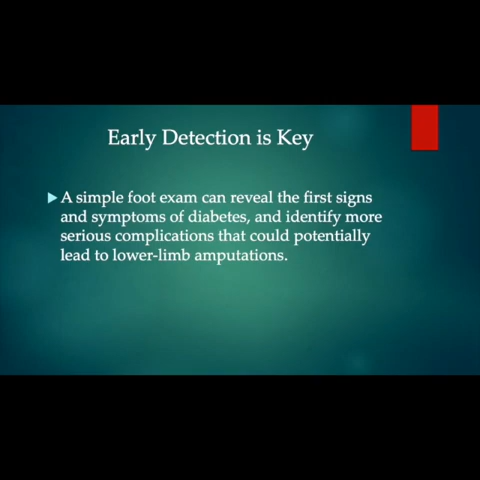 Early Detection is Key
A simple foot exam can reveal the first signs
and symptoms of diabetes, and identify more
serious complications that could potentially
lead to lower-limb amputations.